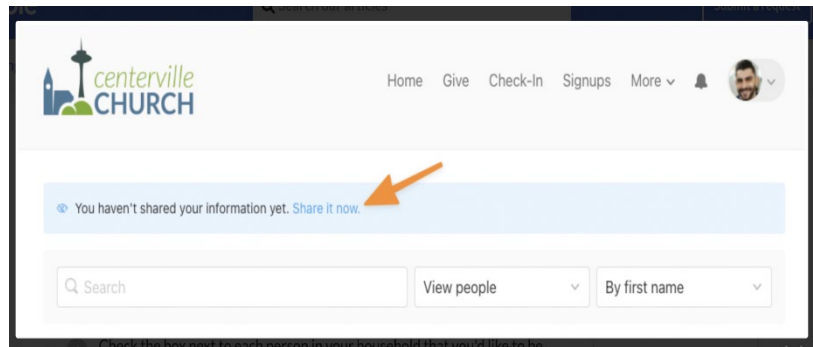 Search our articles
Submit a request
centerville
CHURCH
Home Give Check-In Signups More
You haven't shared your information yet. Share it now.
Search
View people
By first name
Check the box next to each person in your household that you'd like to be